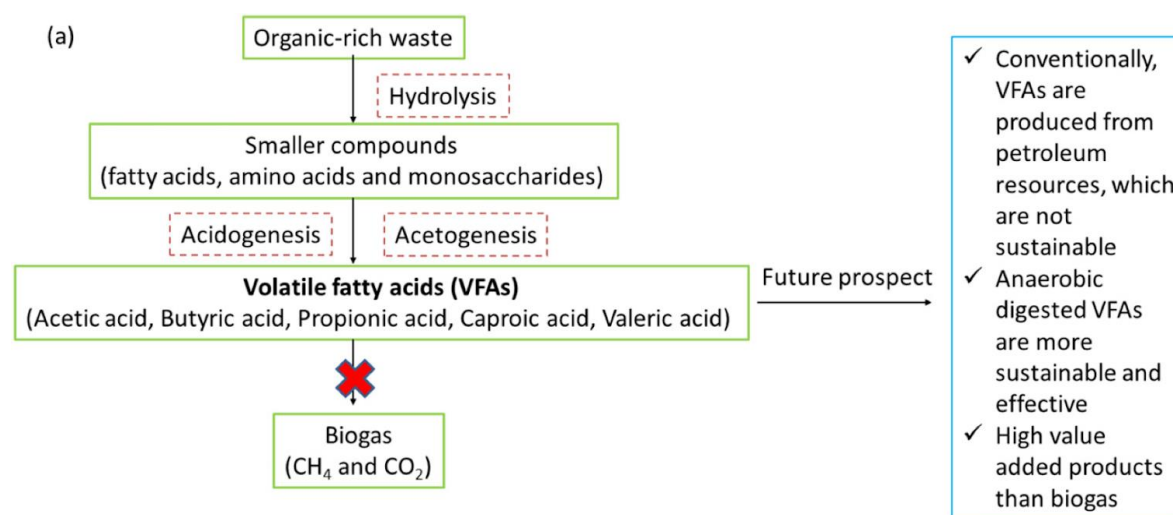 (a)
Organic-rich waste
Hydrolysis
Smaller compounds
(fatty acids, amino acids and monosaccharides)
Acidogenesis
Acetogenesis
Volatile fatty acids (VFAs)
(Acetic acid, Butyric acid, Propionic acid, Caproic acid, Valeric acid)
Biogas
(CH₄ and CO₂)
Future prospect
✓ Conventionally,
VFAs are
produced from
petroleum
resources, which
are not
sustainable
✓ Anaerobic
digested VFAs
are more
sustainable and
effective
✓ High value
added products
than biogas